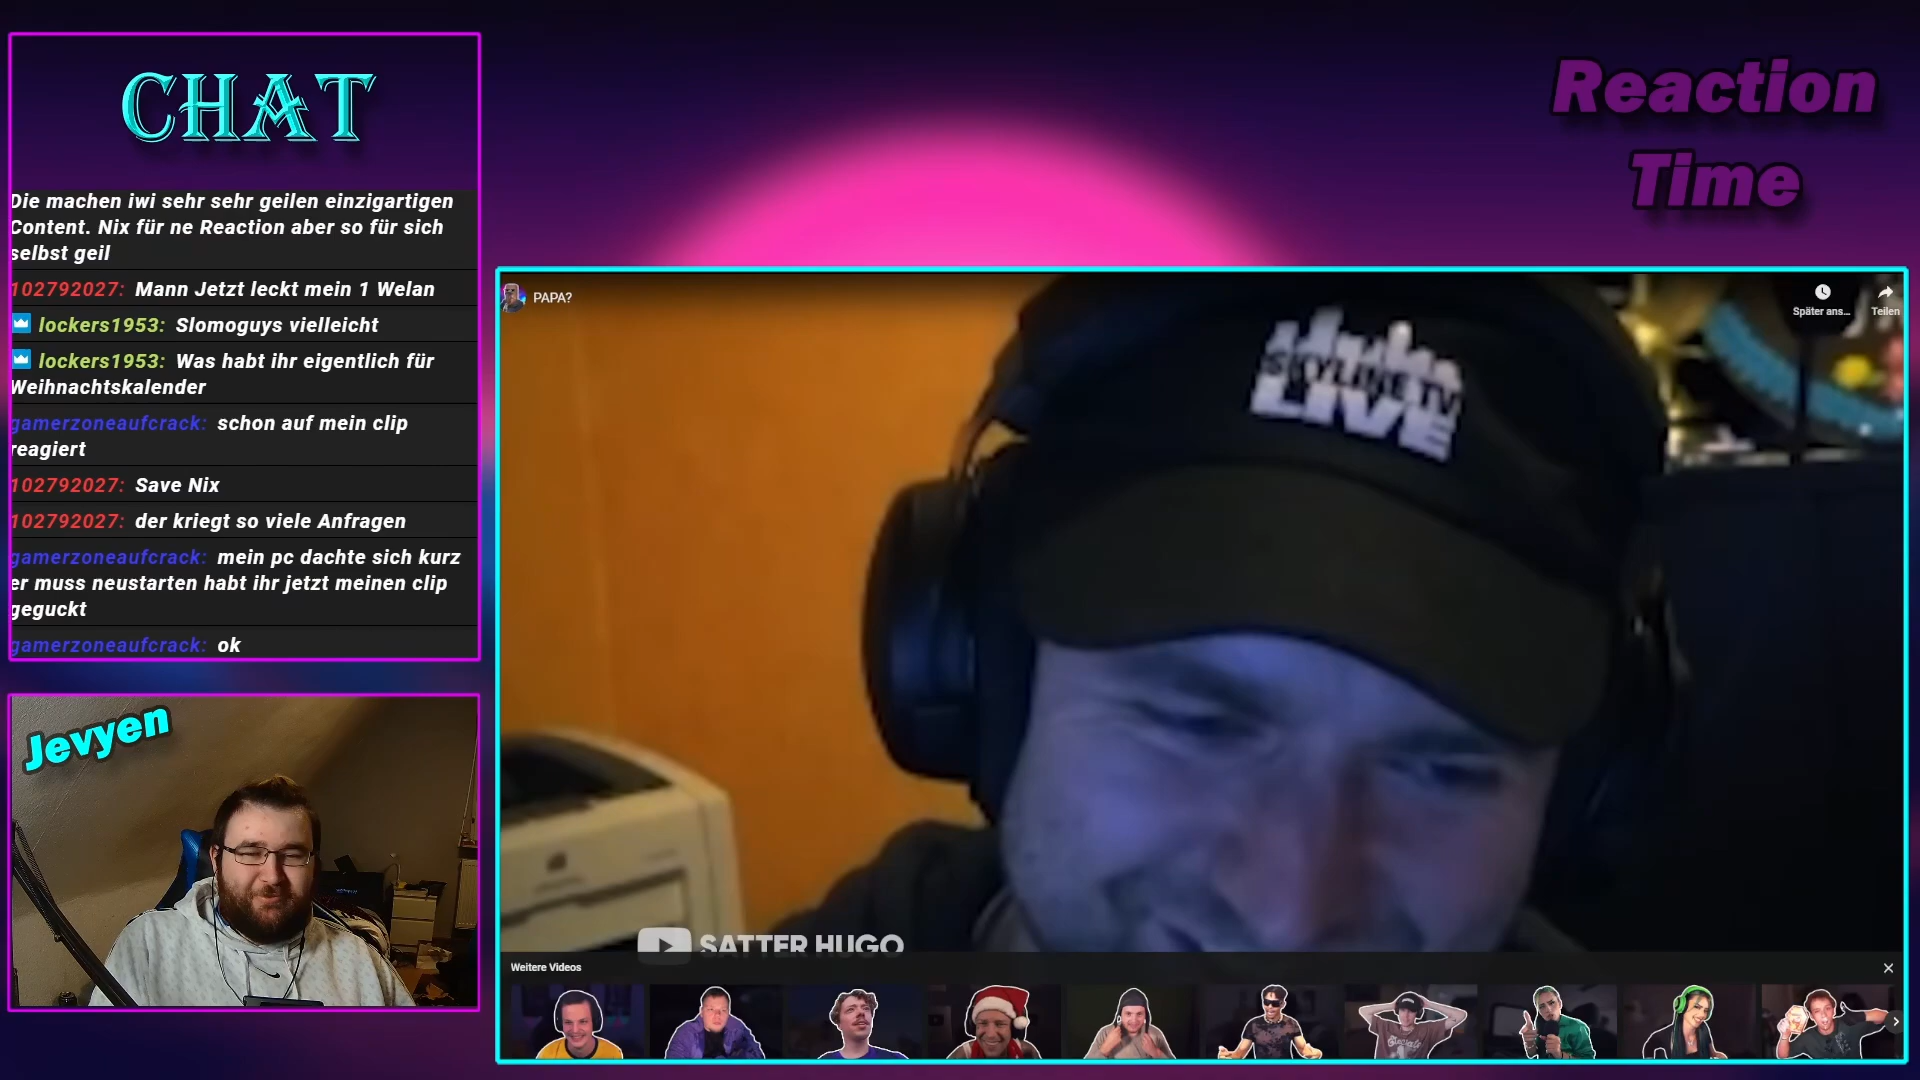 CHAT
Die machen iwi sehr sehr geilen einzigartigen
Content. Nix für ne Reaction aber so für sich
selbst geil
102792027: Mann Jetzt leckt mein 1 Welan
lockers1953: Slomoguys vielleicht
lockers1953: Was habt ihr eigentlich für
Weihnachtskalender
gamerzoneaufcrack: schon auf mein clip
reagiert
102792027: Save Nix
102792027: der kriegt so viele Anfragen
gamerzoneaufcrack: mein pc dachte sich kurz
er muss neustarten habt ihr jetzt meinen clip
geguckt
gamerzoneaufcrack: ok
Jevyen
Reaction
Time
PAPA?
Später ans...
Teilen
SKYLINE TV
LIVE
SATTER HUGO
Weitere Videos